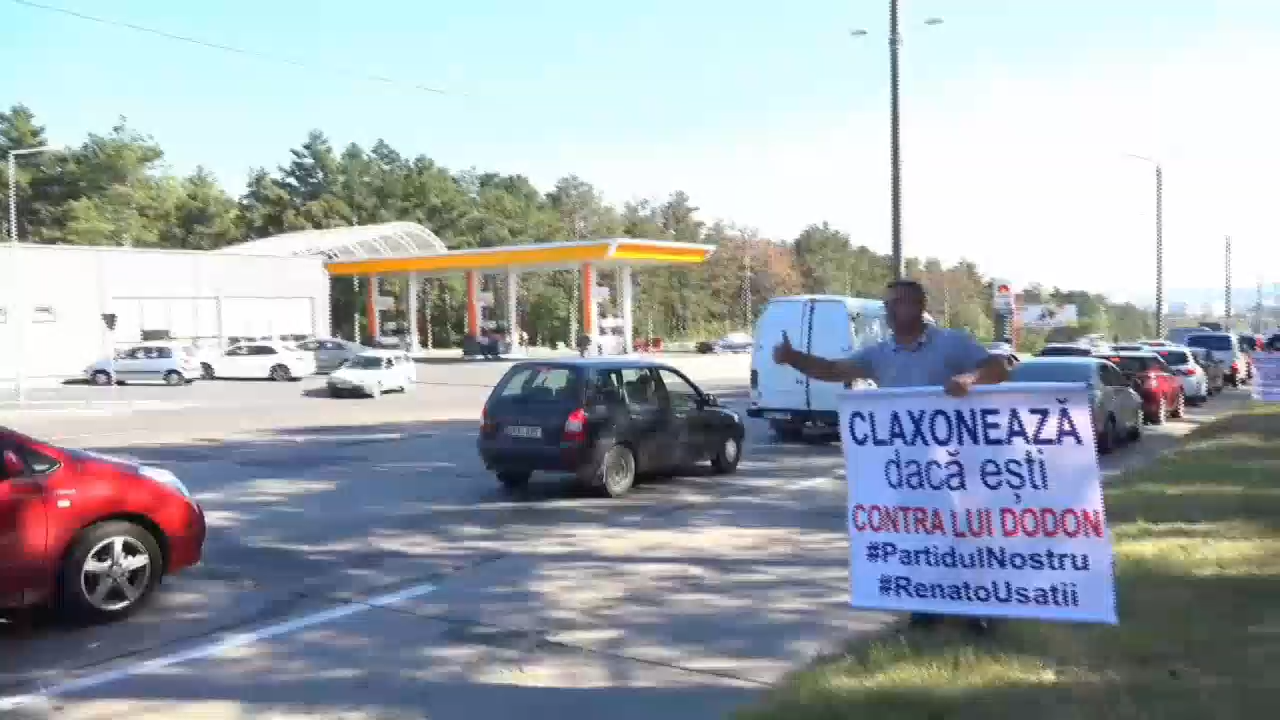 CLAXONEAZĂ
dacă ești
CONTRA LUI DODON
#PartidulNostru
#RenatoUsatii